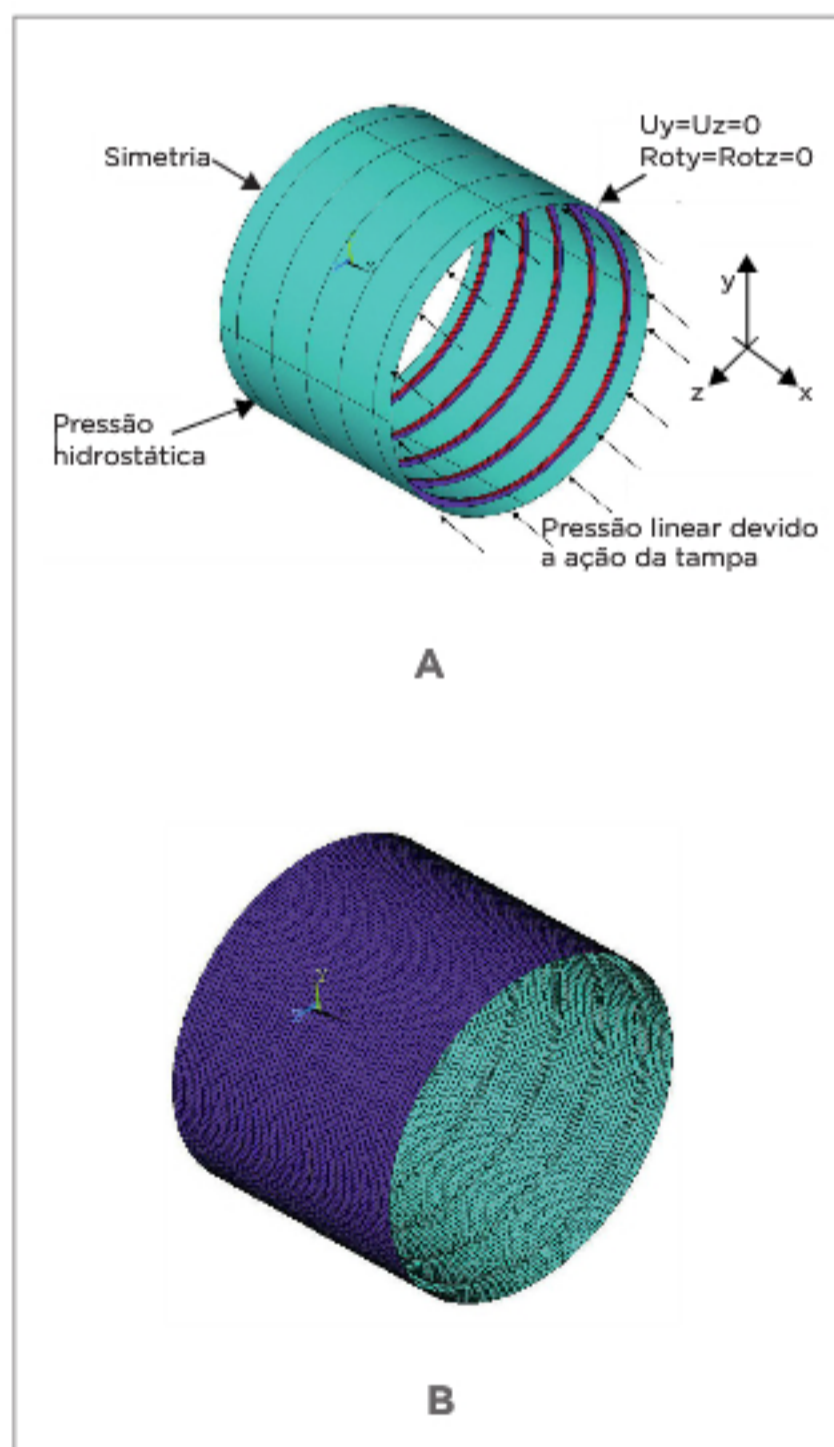 Uy=Uz=0
Simetria
Roty=Rotz=0
y
z
x
Pressão
hidrostática
Pressão linear devido
a ação da tampa
A
Y
B